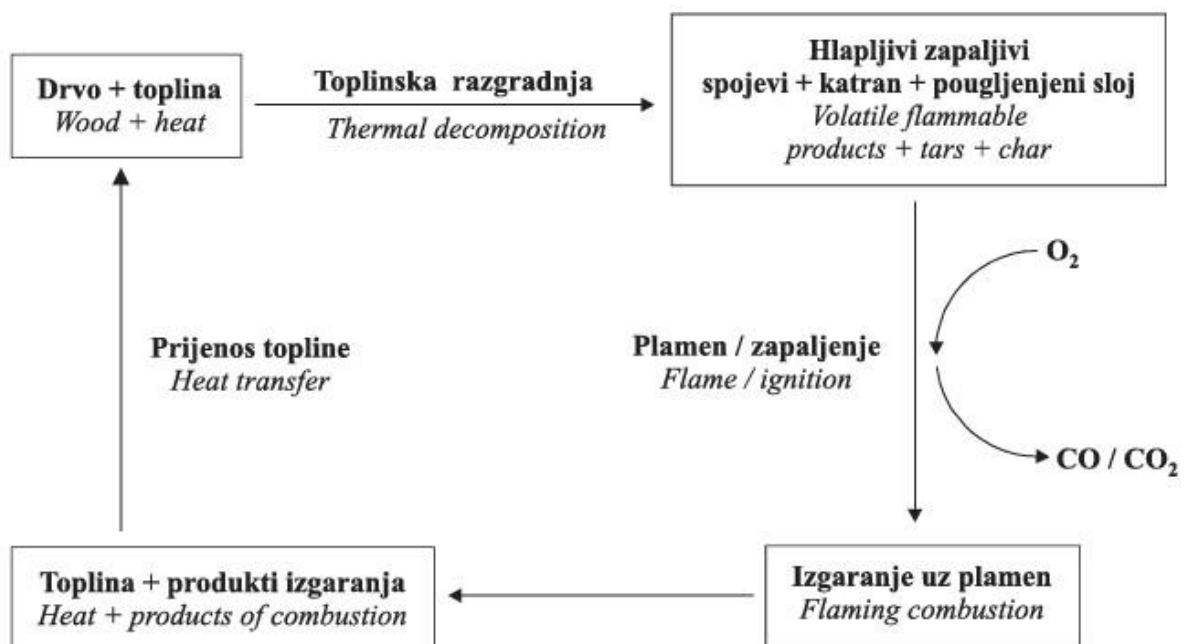 Drvo + toplina
Wood + heat
Toplinska razgradnja
Thermal decomposition
Hlapljivi zapaljivi
spojevi + katran + pougljenjeni sloj
Volatile flammable
products + tars + char
O₂
Prijenos topline
Heat transfer
Plamen / zapaljenje
Flame / ignition
CO / CO₂
Toplina + produkti izgaranja
Heat + products of combustion
Izgaranje uz plamen
Flaming combustion